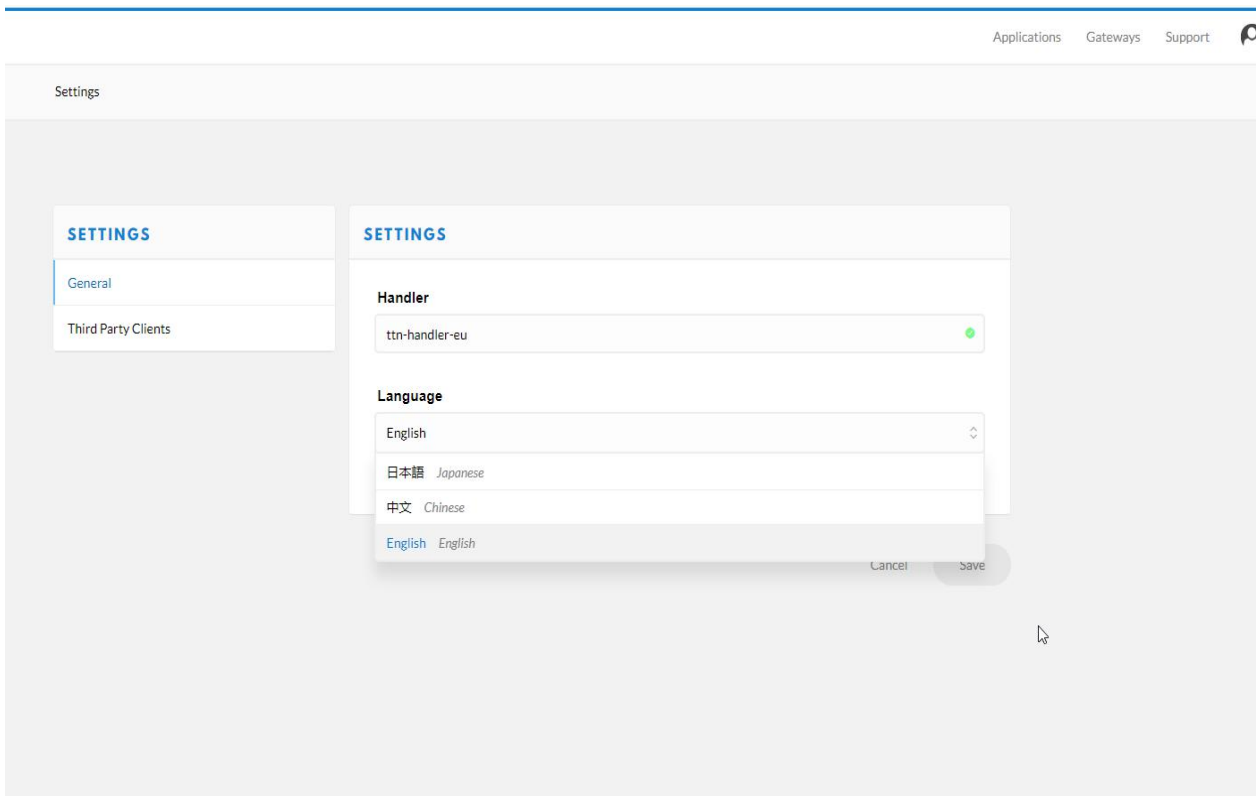 Applications Gateways Support
Settings
SETTINGS
General
Third Party Clients
SETTINGS
Handler
ttn-handler-eu
Language
English
日本語 Japanese
中文 Chinese
English English
Cancel Save